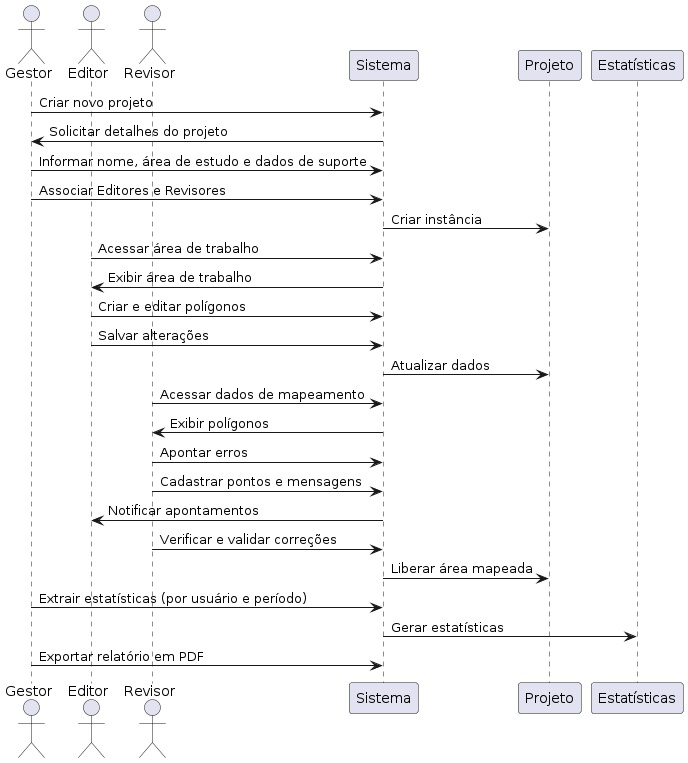 Gestor Editor Revisor Sistema Projeto Estatísticas
Criar novo projeto
Solicitar detalhes do projeto
Informar nome, área de estudo e dados de suporte
Associar Editores e Revisores
Criar instância
Acessar área de trabalho
Exibir área de trabalho
Criar e editar polígonos
Salvar alterações
Atualizar dados
Acessar dados de mapeamento
Exibir polígonos
Apontar erros
Cadastrar pontos e mensagens
Notificar apontamentos
Verificar e validar correções
Liberar área mapeada
Extrair estatísticas (por usuário e período)
Gerar estatísticas
Exportar relatório em PDF
Gestor Editor Revisor Sistema Projeto Estatísticas